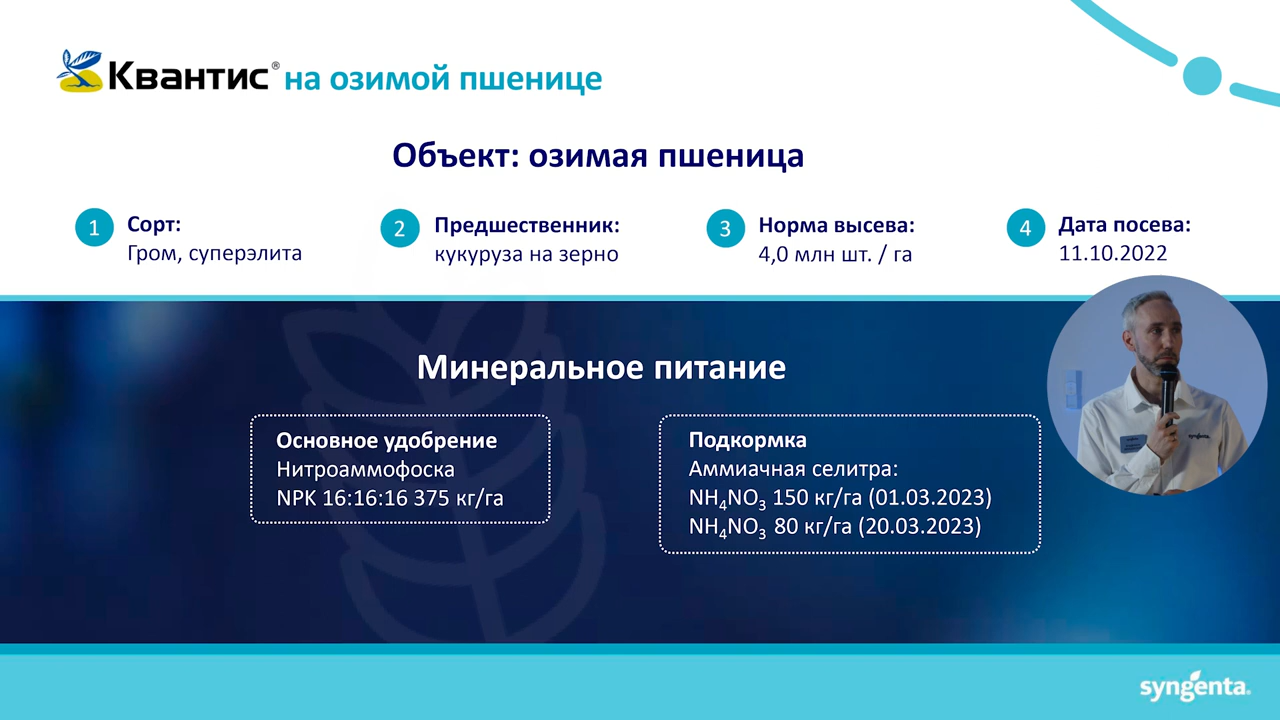 Квантис® на озимой пшенице
Объект: озимая пшеница
1 Сорт:
Гром, суперэлита
2 Предшественник:
кукуруза на зерно
3 Норма высева:
4,0 млн шт. / га
4 Дата посева:
11.10.2022
Минеральное питание
Основное удобрение
Нитроаммофоска
NPK 16:16:16 375 кг/га
Подкормка
Аммиачная селитра:
NH₄NO₃ 150 кг/га (01.03.2023)
NH₄NO₃ 80 кг/га (20.03.2023)
syngenta
syngenta.